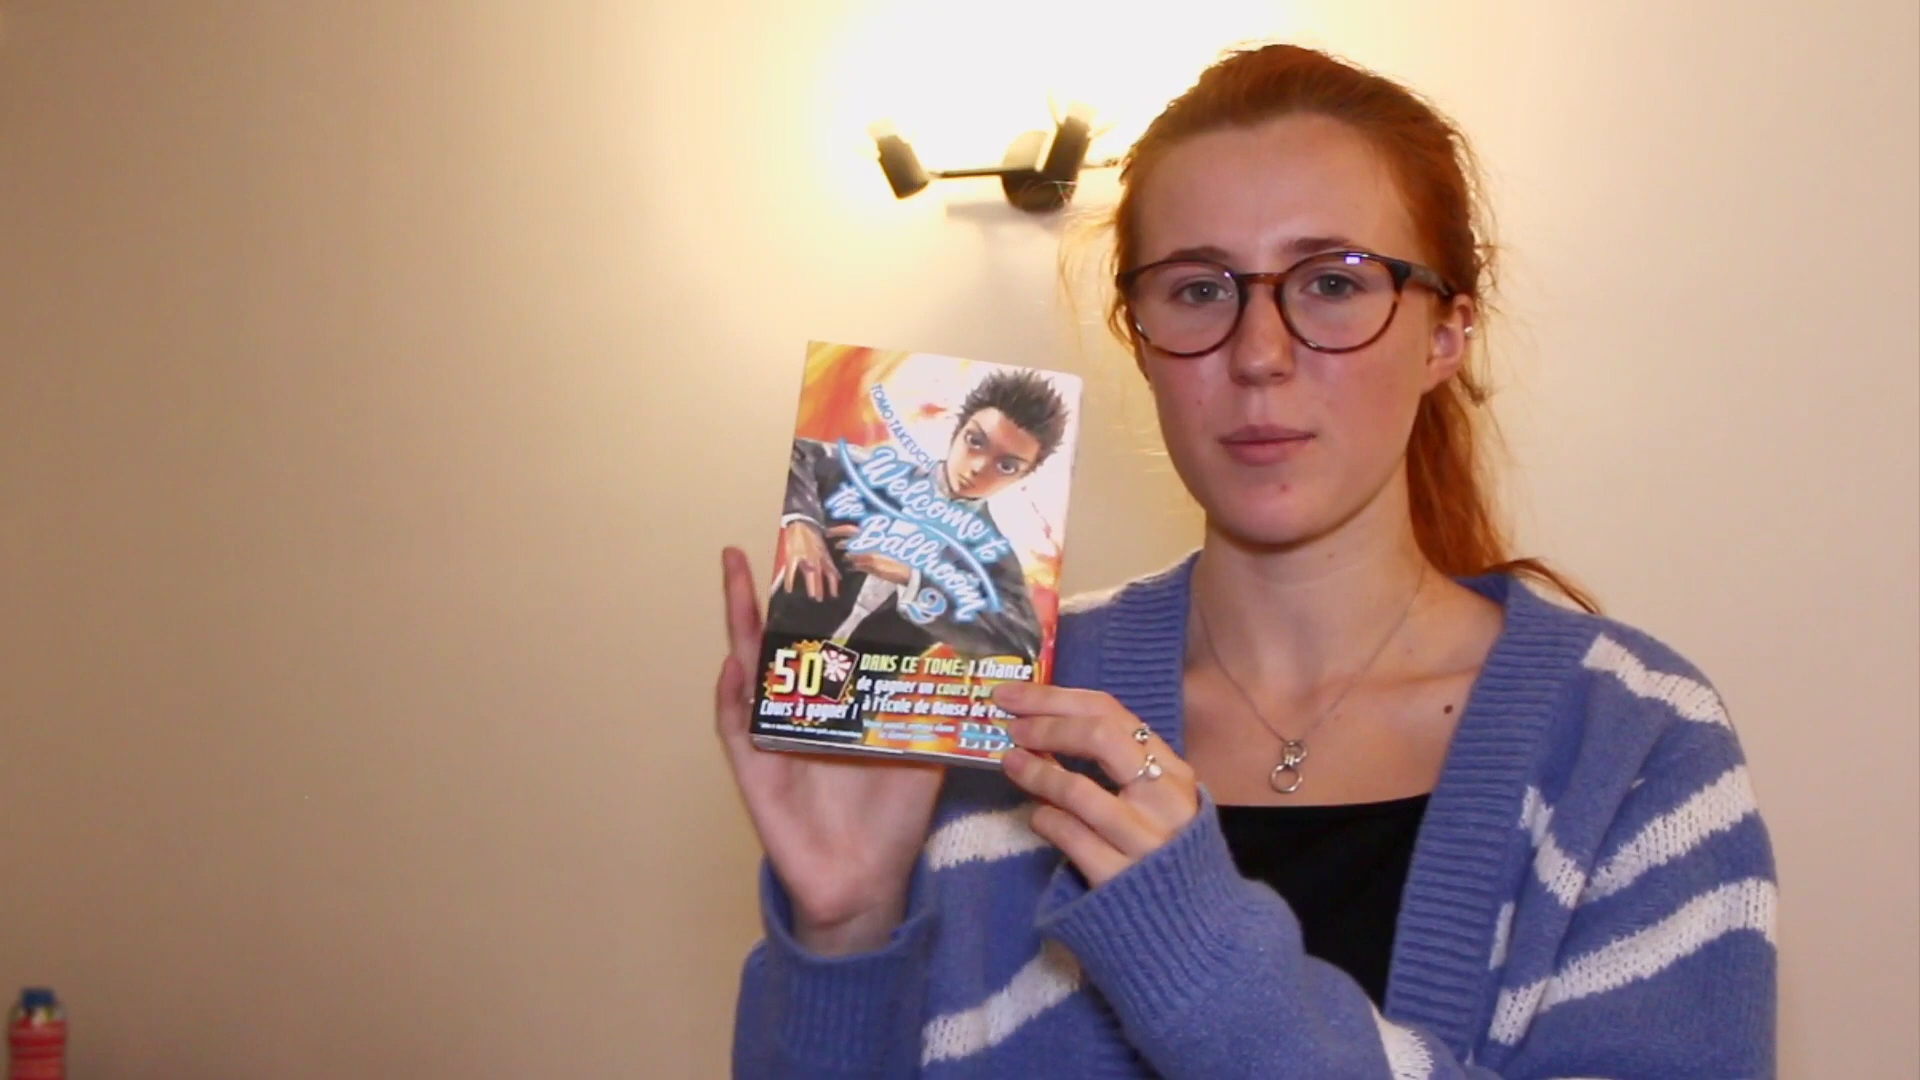 TOMO TAKEUCHI
Welcome to
the Ballroom
2
50
Cours à gagner !
DANS CE TOME: 1 Chance
de gagner un cours par
à l'École de Danse de